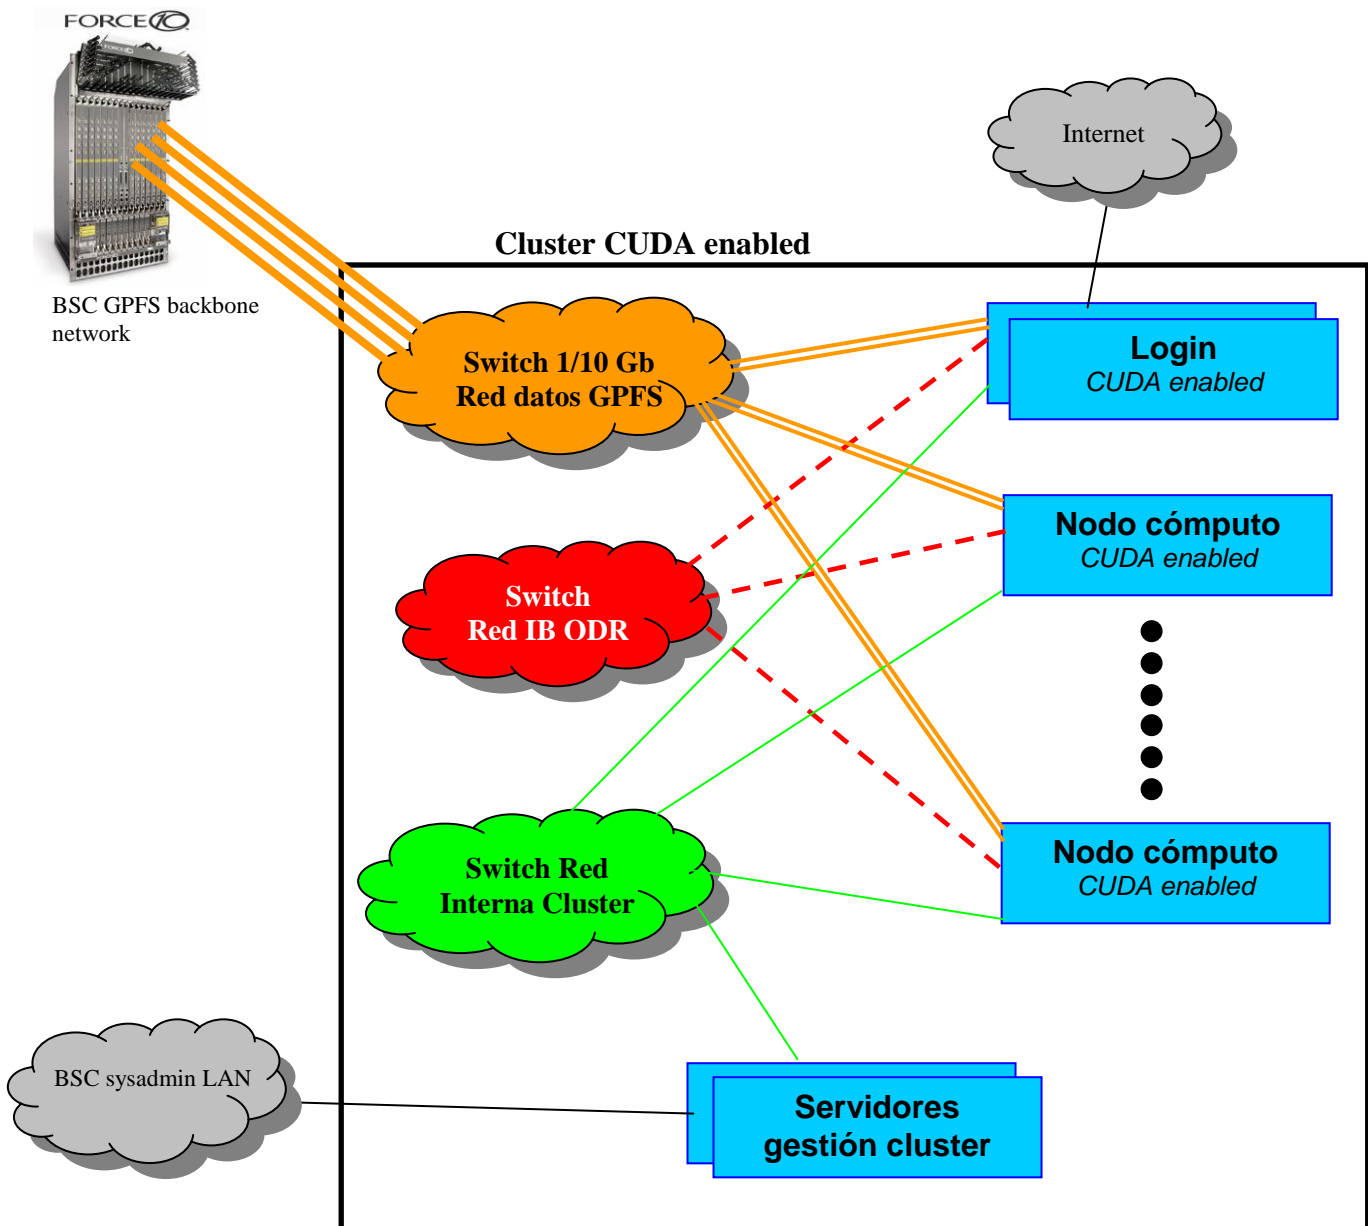 FORCE10
FORCE10
Internet
Cluster CUDA enabled
BSC GPFS backbone
network
Switch 1/10 Gb
Red datos GPFS
Login
CUDA enabled
Nodo cómputo
CUDA enabled
Switch
Red IB QDR
Nodo cómputo
CUDA enabled
Switch Red
Interna Cluster
BSC sysadmin LAN
Servidores
gestión cluster